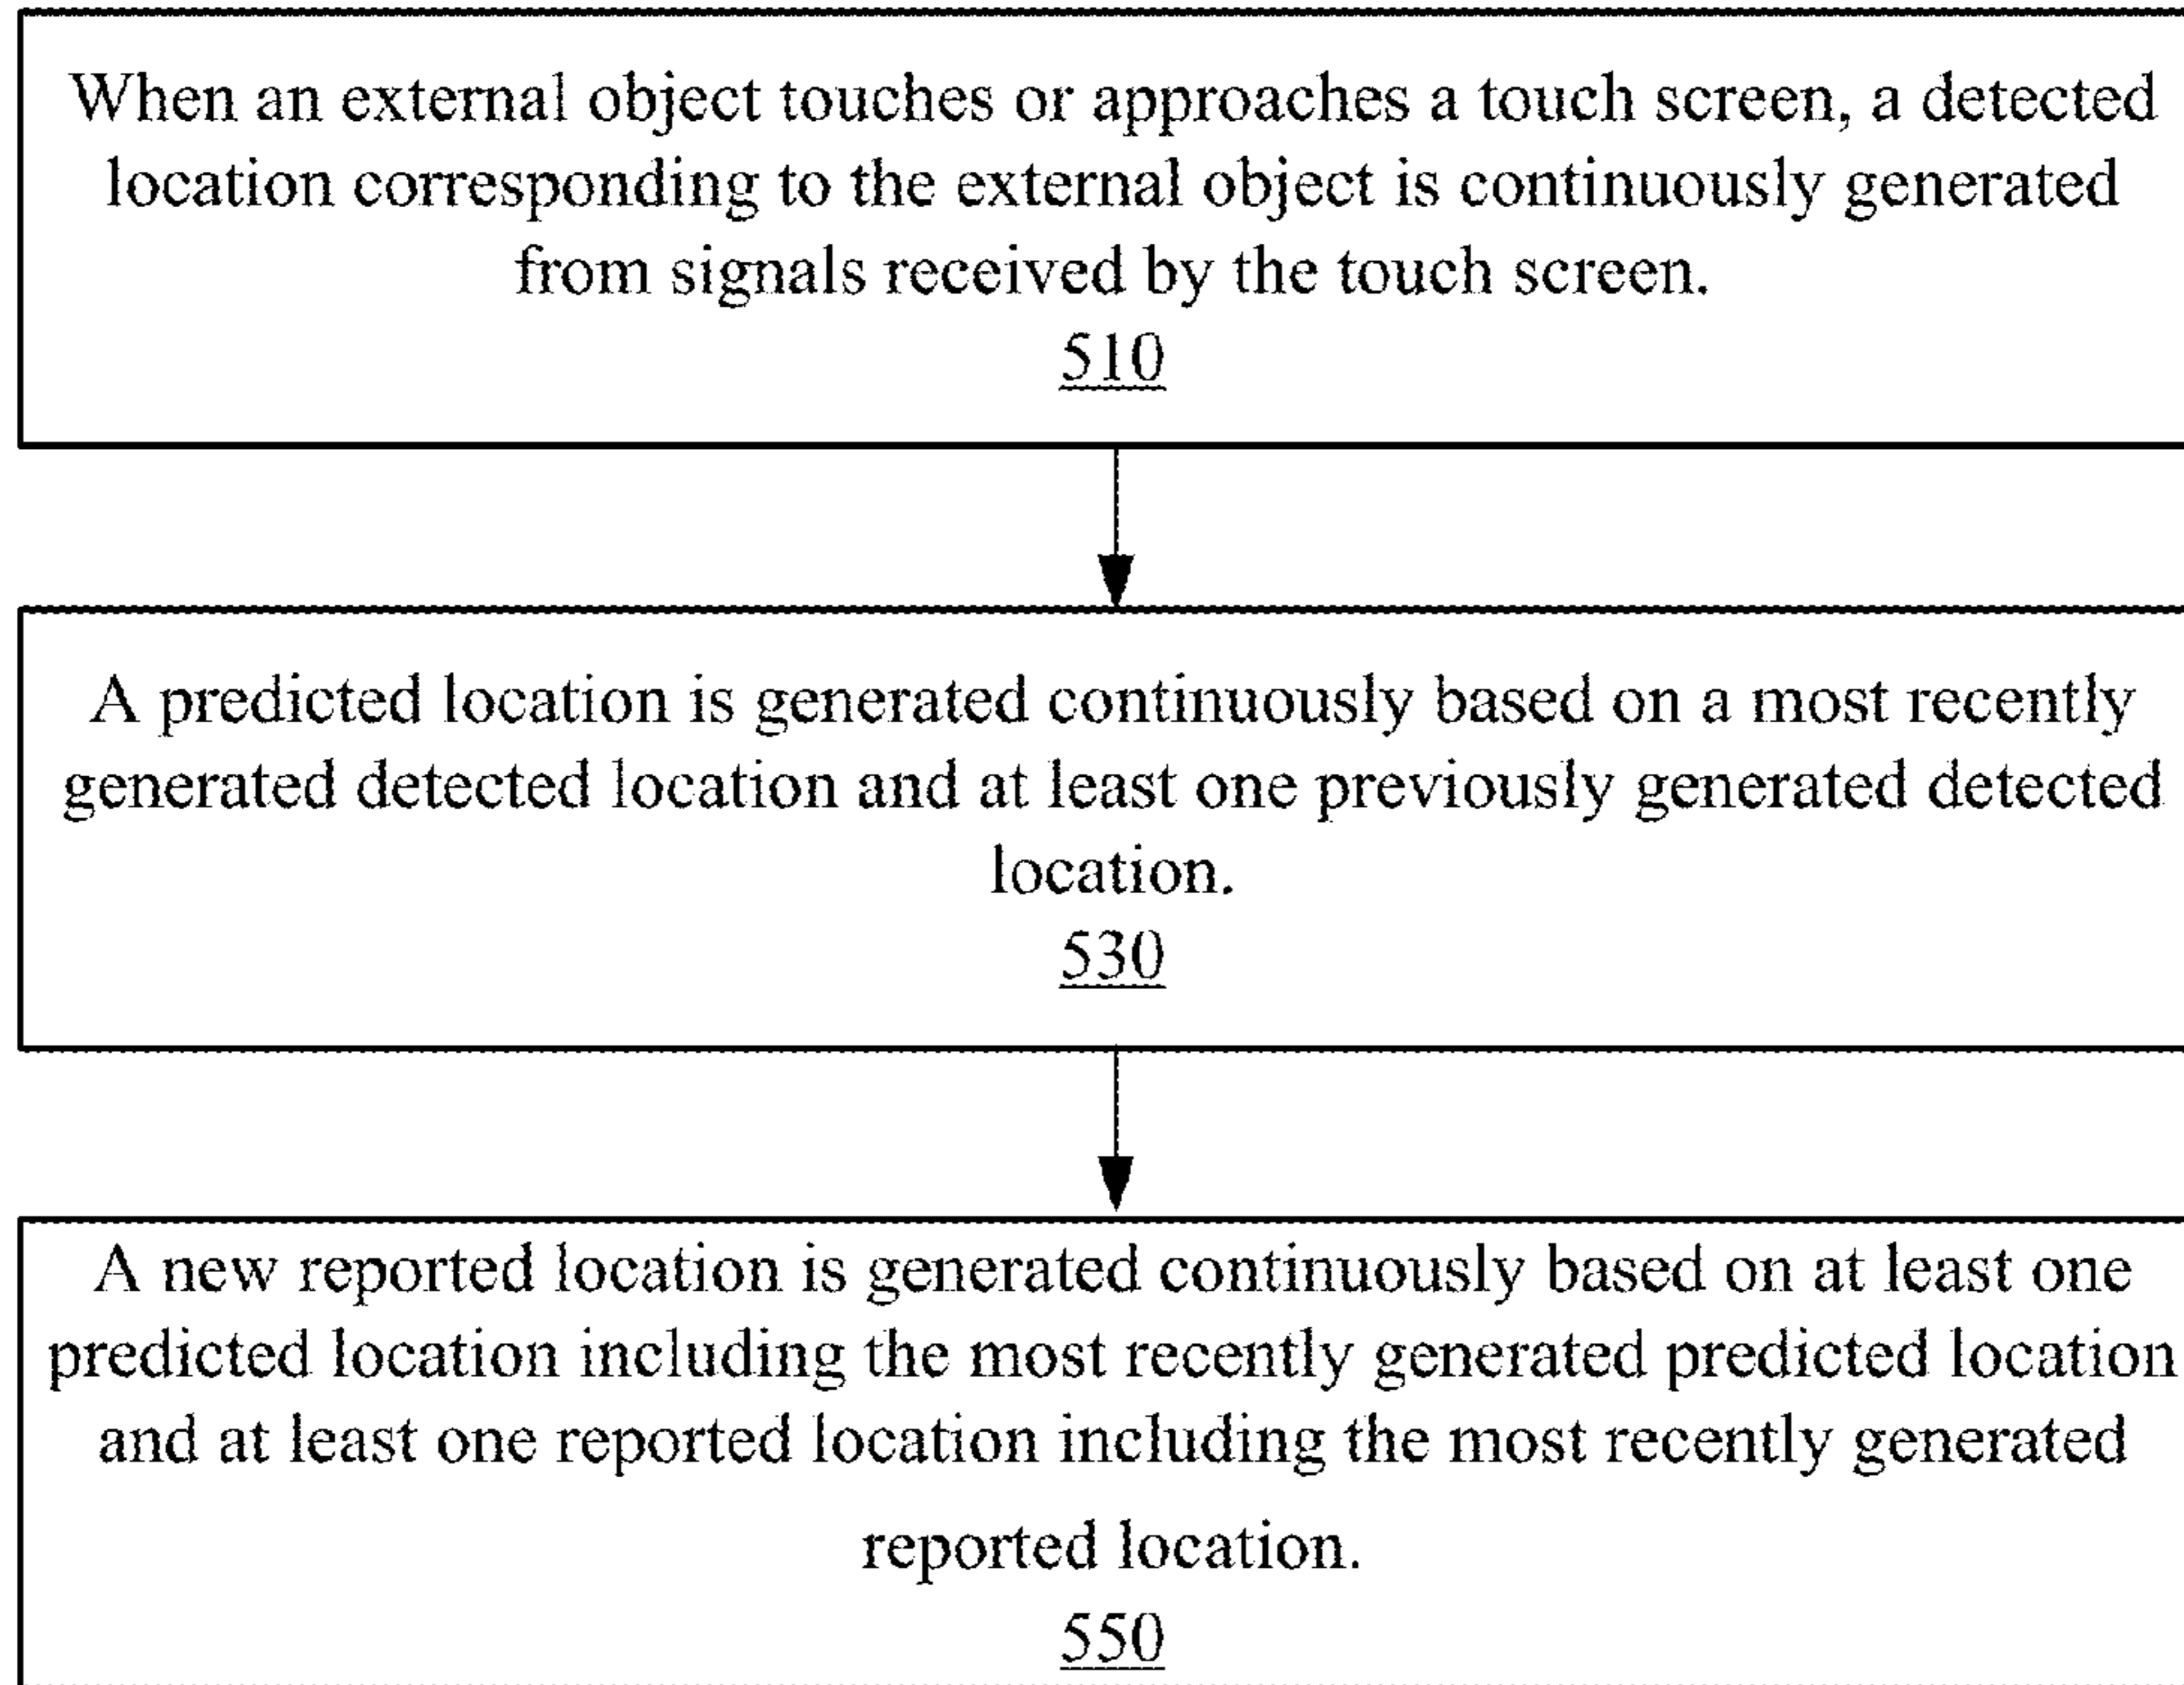 When an external object touches or approaches a touch screen, a detected
location corresponding to the external object is continuously generated
from signals received by the touch screen.
510
A predicted location is generated continuously based on a most recently
generated detected location and at least one previously generated detected
location.
530
A new reported location is generated continuously based on at least one
predicted location including the most recently generated predicted location
and at least one reported location including the most recently generated
reported location.
550